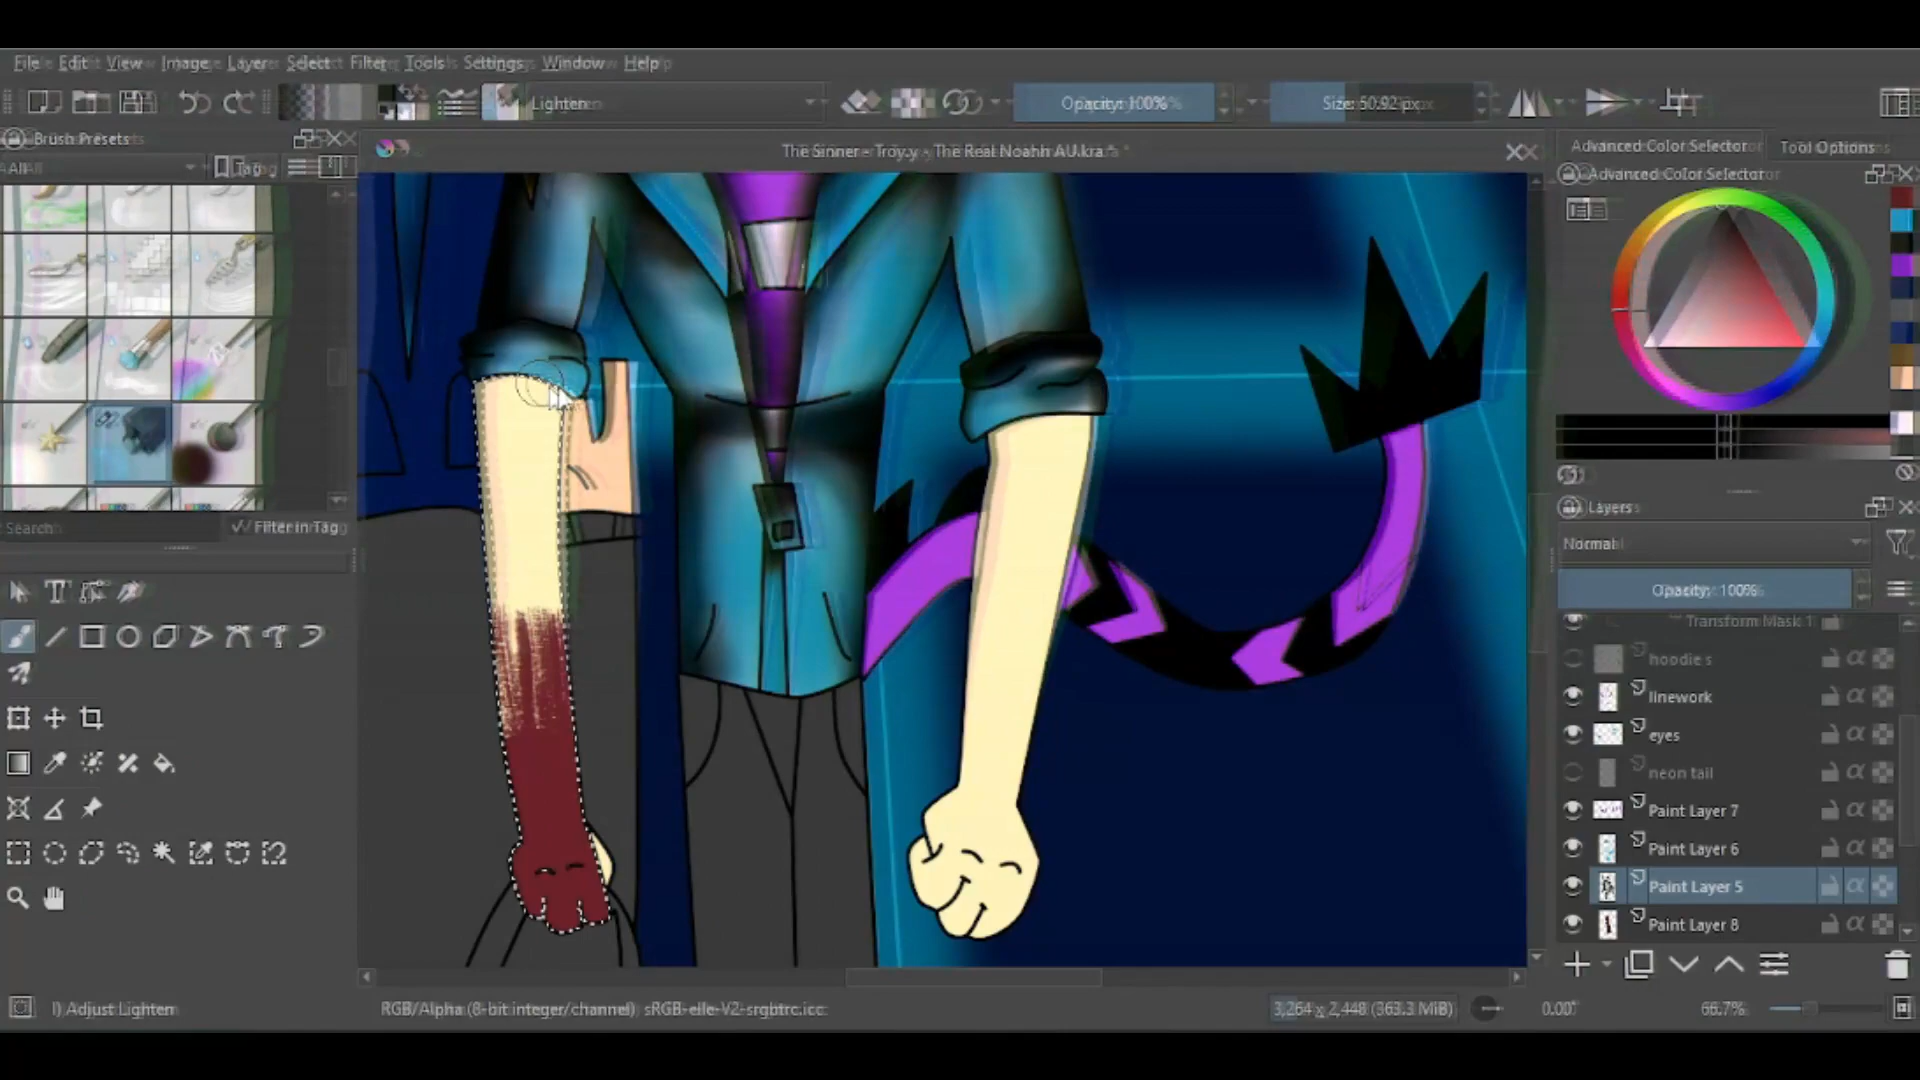 File Edit View Image Layer Select Filter Tools Settings Window Help
Lighten
Opacity: 100%
Size: 50.92 px
Brush Presets
All
Tag
The Sinner - Troy.y - The Real Noahh AU.kra *
Advanced Color Selector
Tool Options
Advanced Color Selector
Search
Filter in Tag
Layers
Normal
Opacity: 100%
Transform Mask 1
hoodie s
linework
eyes
neon tail
Paint Layer 7
Paint Layer 6
Paint Layer 5
Paint Layer 8
I) Adjust Lighten
RGB/Alpha (8-bit integer/channel) sRGB-elle-V2-srgbtrc.icc
3,264 x 2,448 (363.3 MiB)
0.00°
66.7%